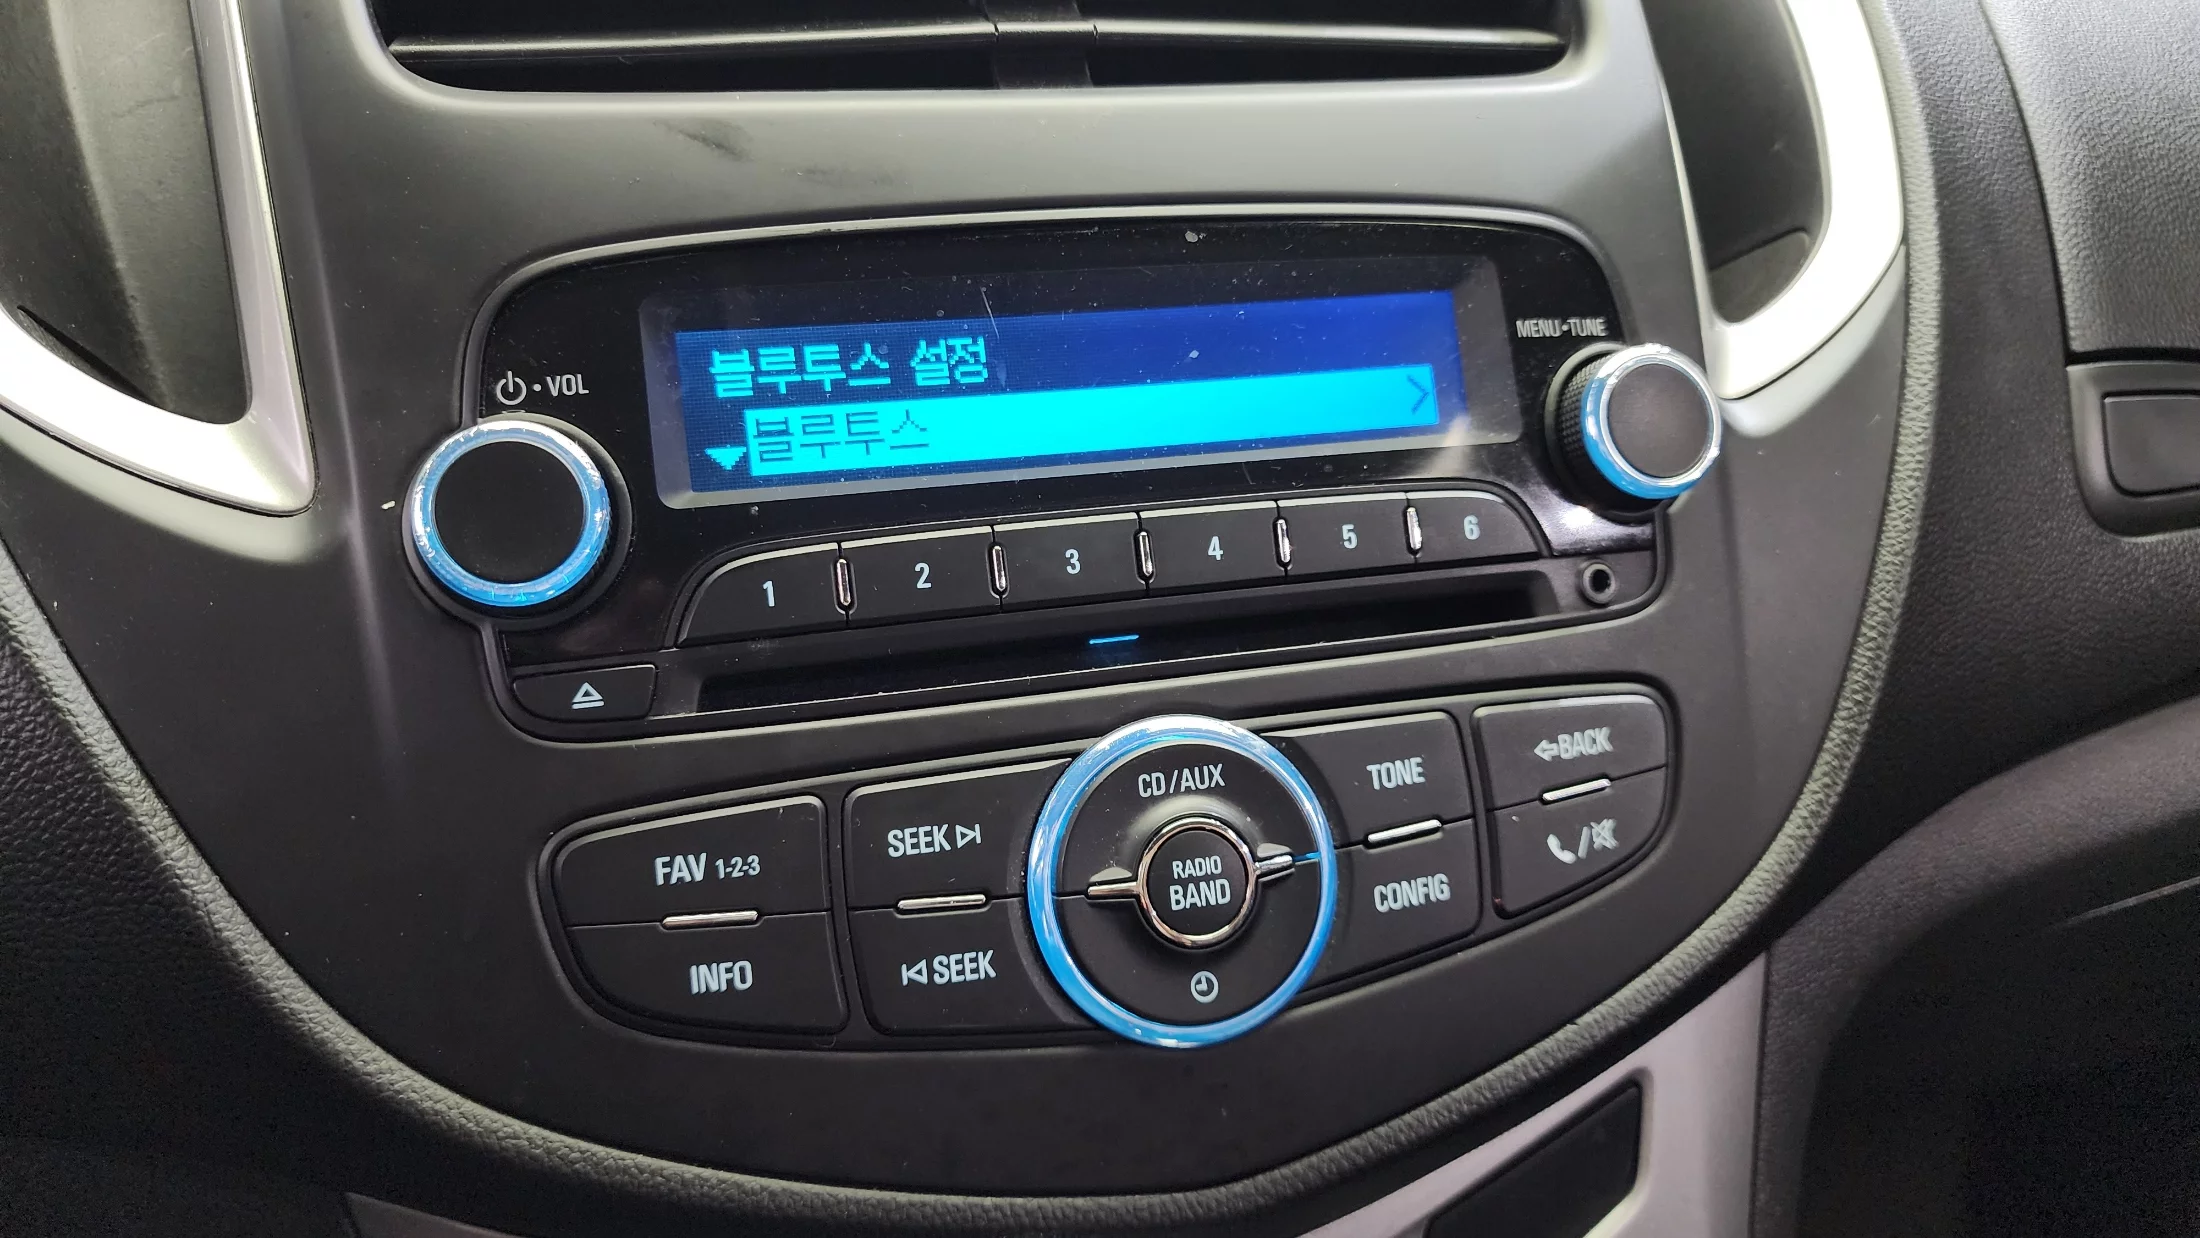 블루투스 설정
블루투스
VOL
MENU•TUNE
1
2
3
4
5
6
CD/AUX
RADIO
BAND
FAV 1-2-3
INFO
SEEK
SEEK
TONE
CONFIG
BACK